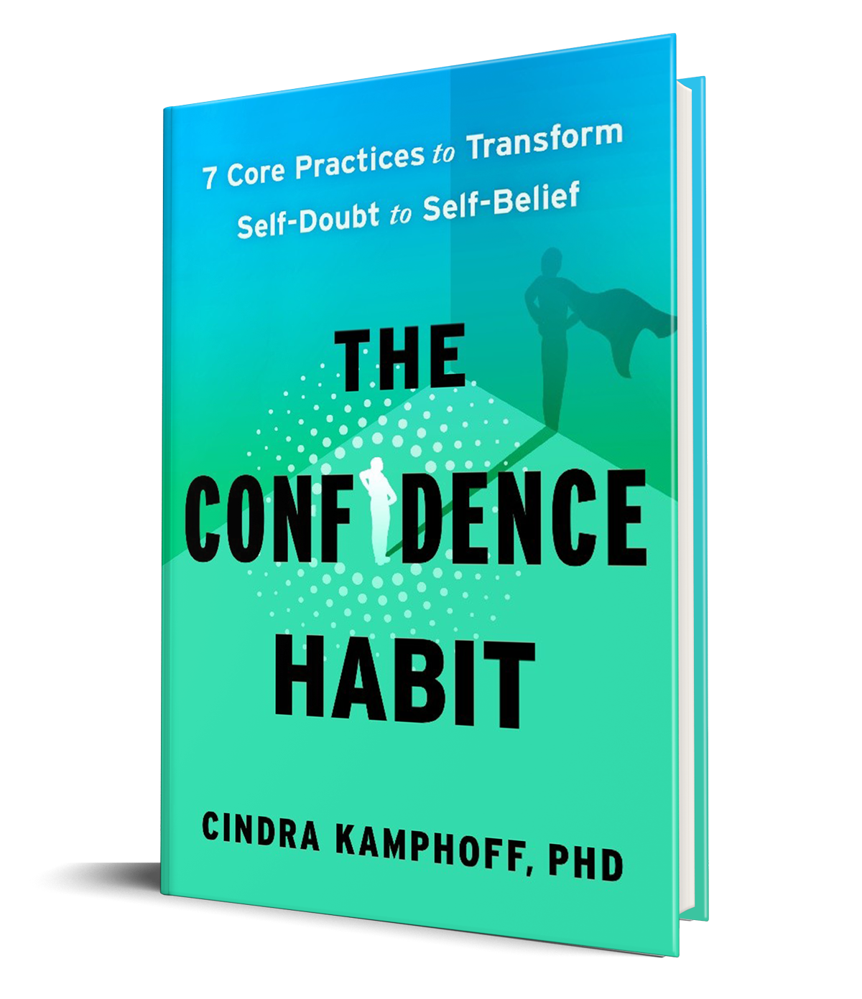 7 Core Practices to Transform
Self-Doubt to Self-Belief
THE
CONFIDENCE
HABIT
CINDRA KAMPHOFF, PHD